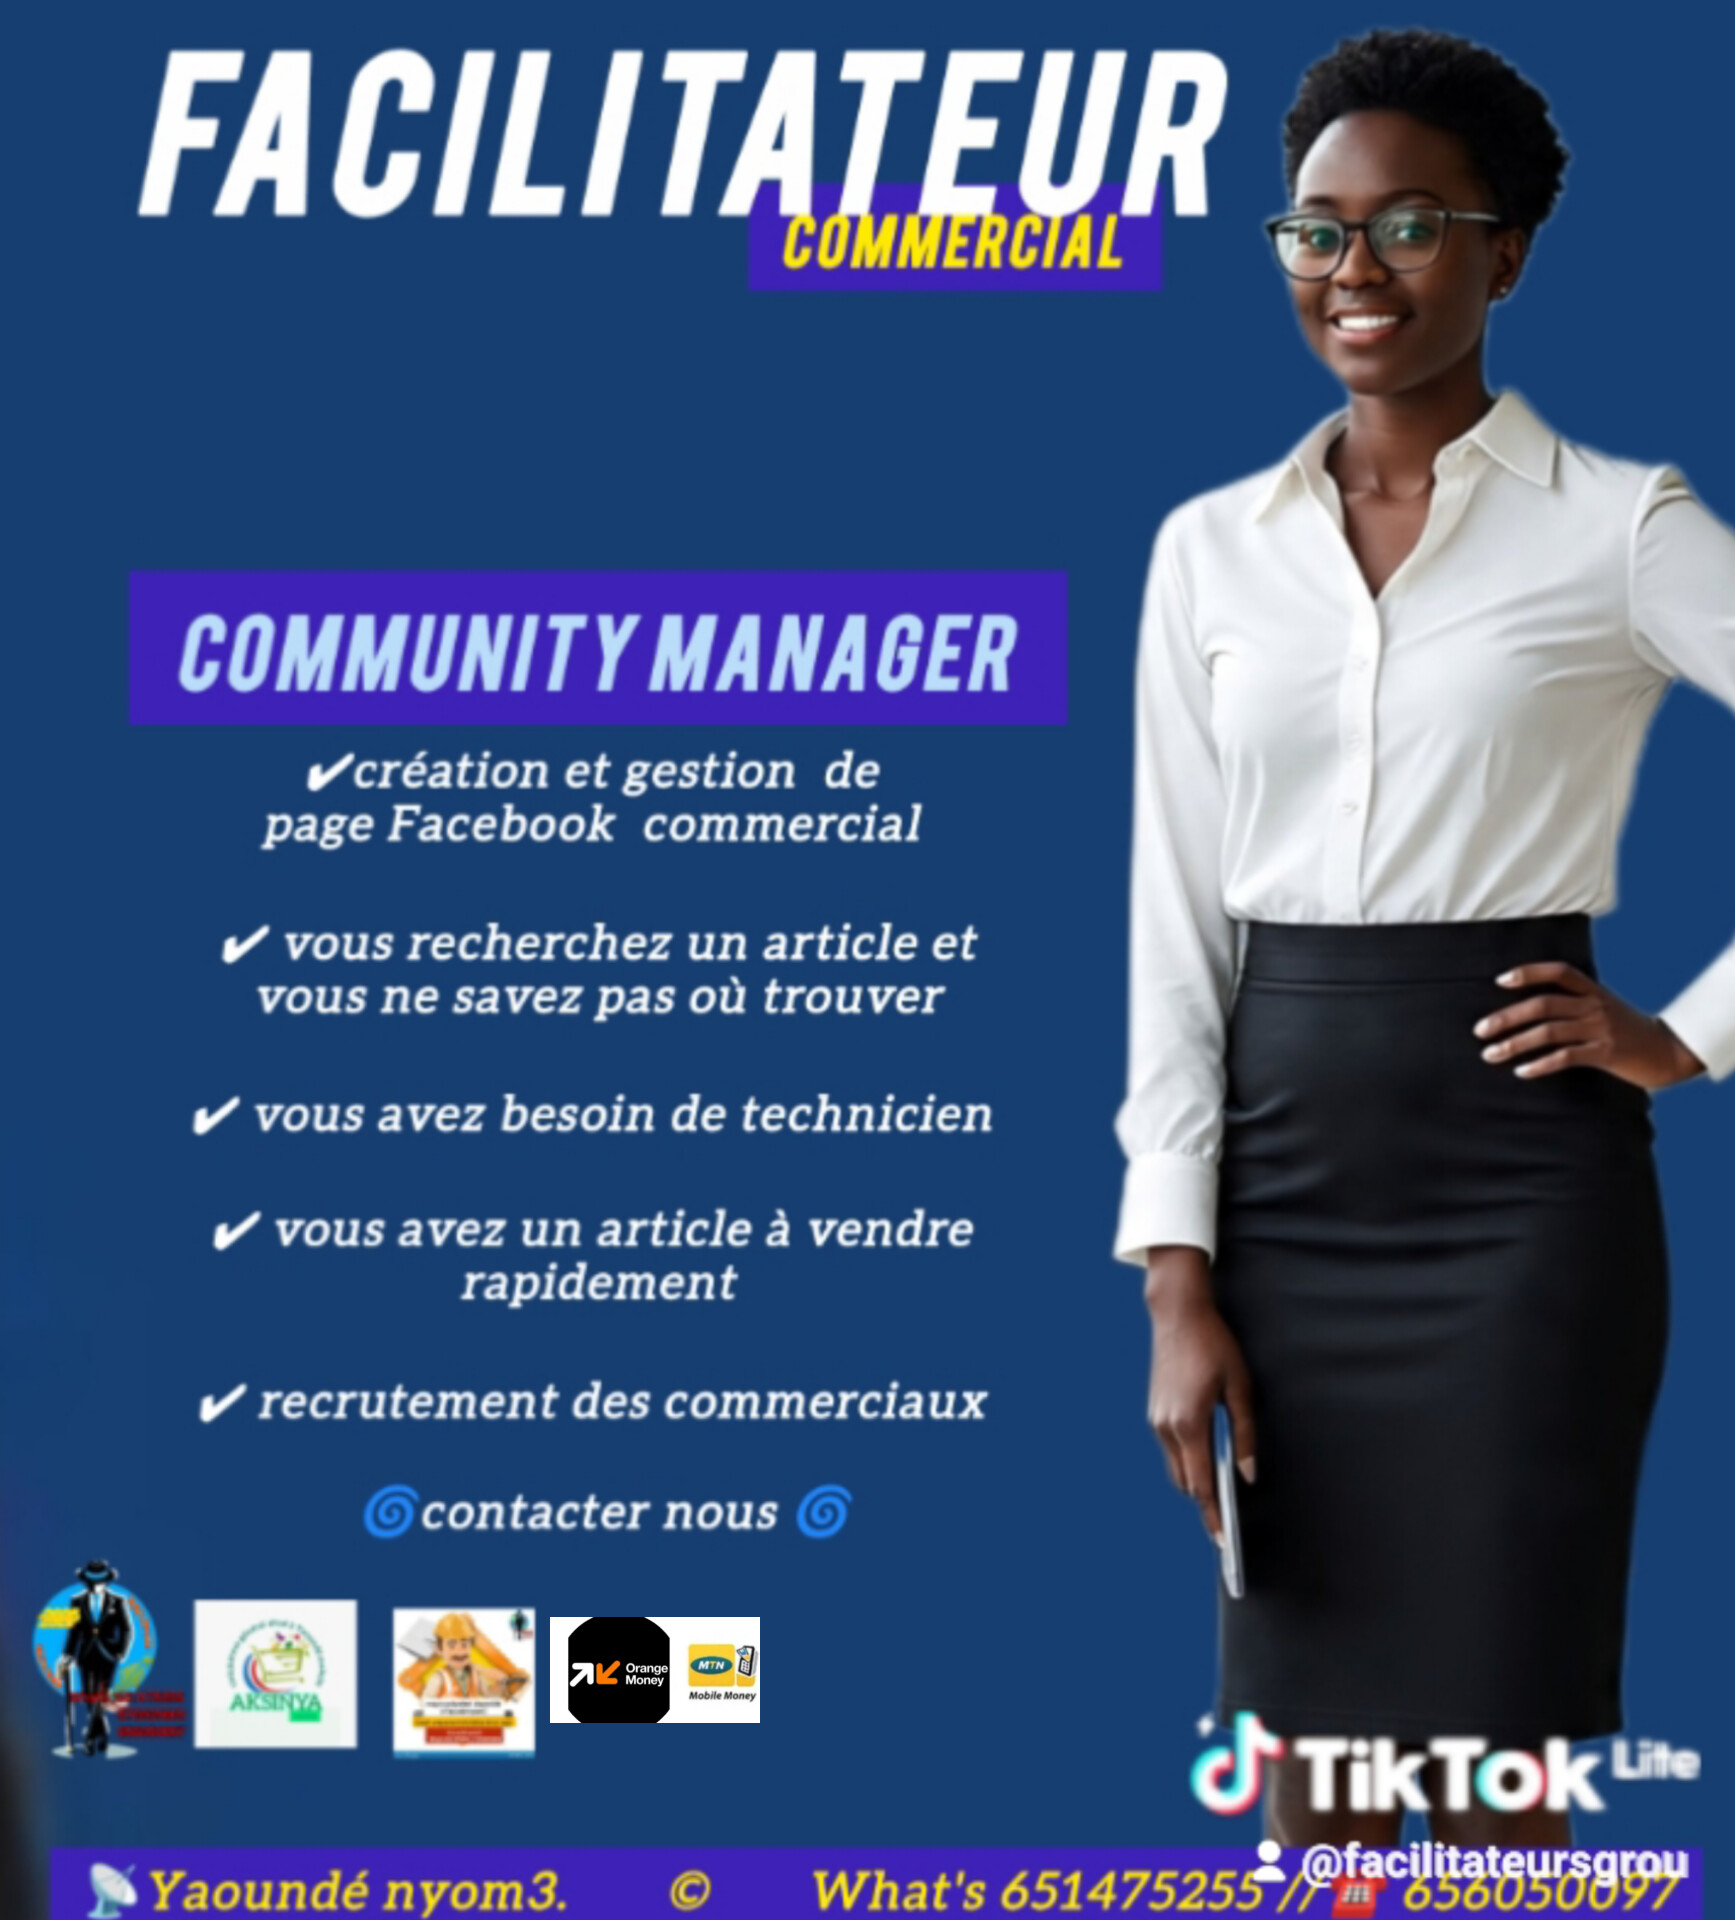 FACILITATEUR
COMMERCIAL
COMMUNITY MANAGER
✔création et gestion de
page Facebook commercial
✔ vous recherchez un article et
vous ne savez pas où trouver
✔ vous avez besoin de technicien
✔ vous avez un article à vendre
rapidement
✔ recrutement des commerciaux
🌀contacter nous 🌀
AKSINYA
Orange
Money
MTN
Mobile Money
TikTok Lite
@facilitateursgrou
📡Yaoundé nyom3. © What's 651475255 // ☎ 656050097